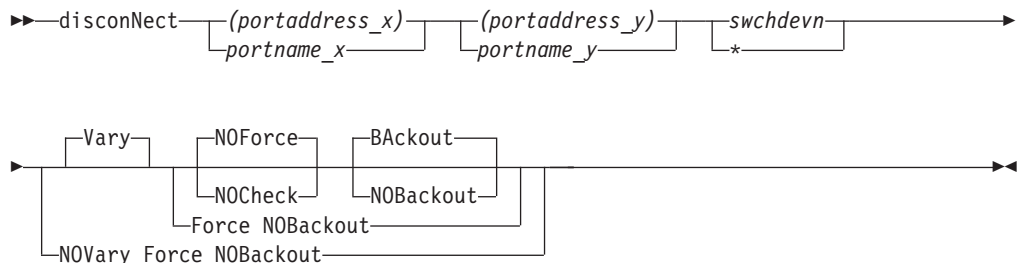 disconNect (portaddress_x) (portaddress_y) swchdevn
portname_x portname_y *
Vary NOForce BAckout
NOCheck NOBackout
Force NOBackout
NOVary Force NOBackout